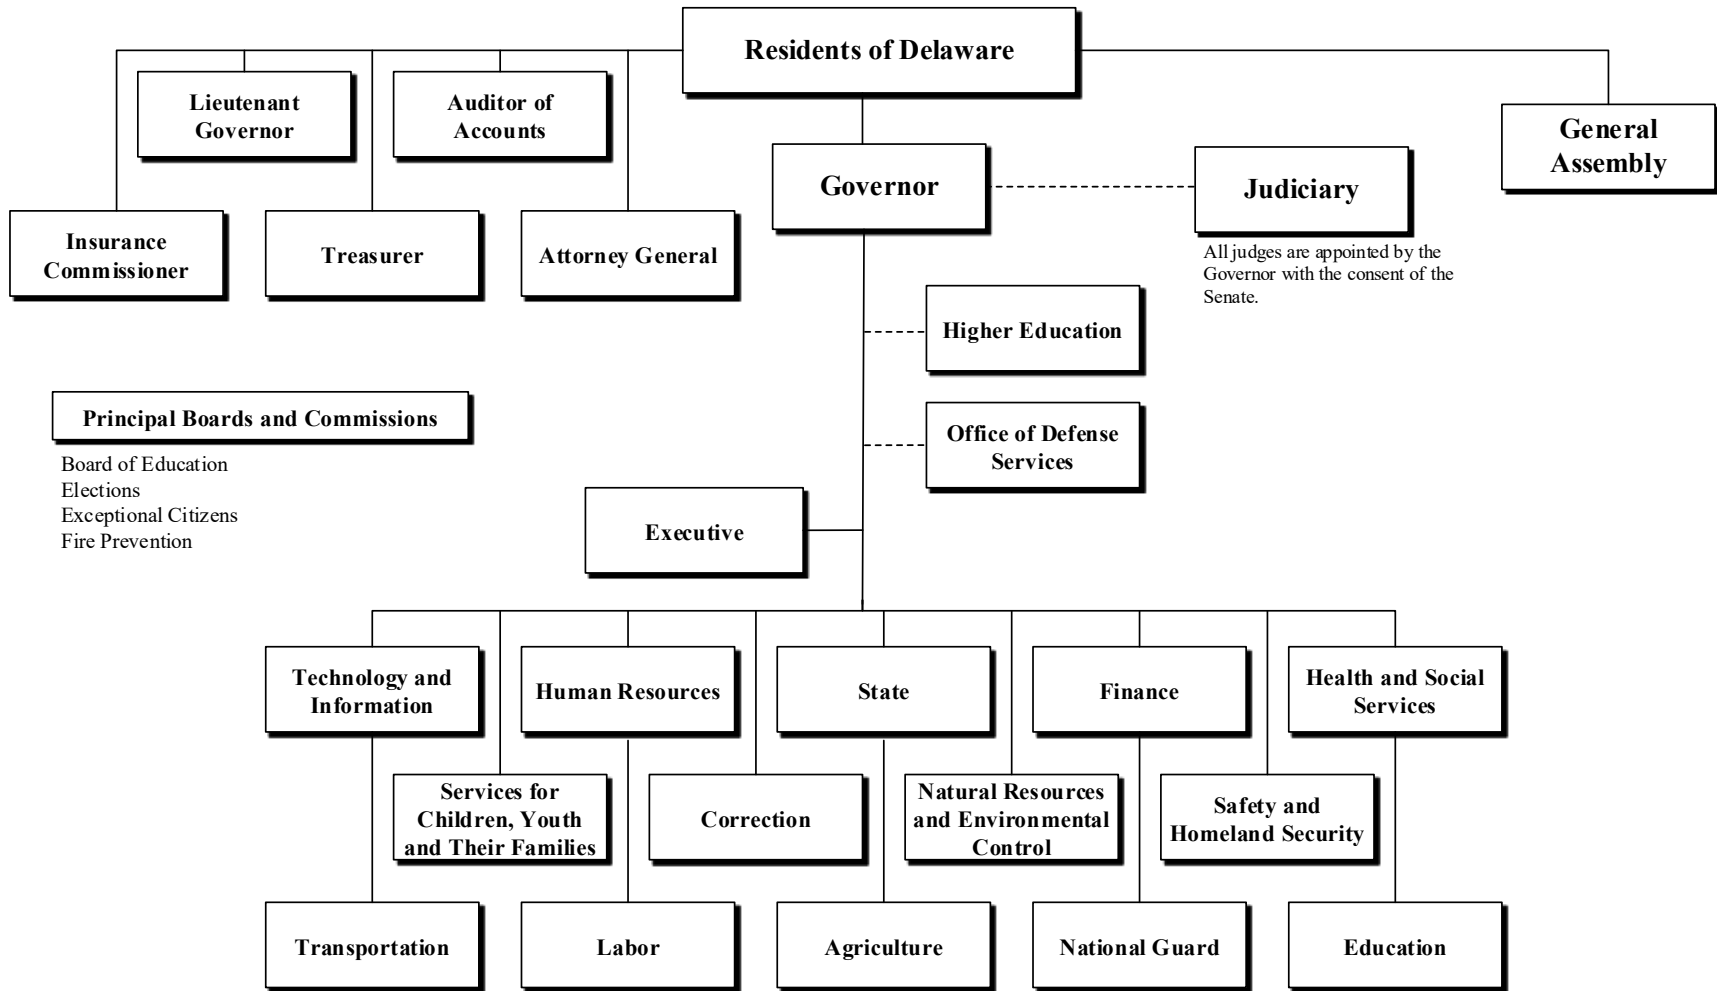 Residents of Delaware
Lieutenant
Governor
Auditor of
Accounts
General
Assembly
Governor
Judiciary
Insurance
Commissioner
Treasurer
Attorney General
All judges are appointed by the
Governor with the consent of the
Senate.
Higher Education
Principal Boards and Commissions
Board of Education
Elections
Exceptional Citizens
Fire Prevention
Office of Defense
Services
Executive
Technology and
Information
Human Resources
State
Finance
Health and Social
Services
Services for
Children, Youth
and Their Families
Correction
Natural Resources
and Environmental
Control
Safety and
Homeland Security
Transportation
Labor
Agriculture
National Guard
Education